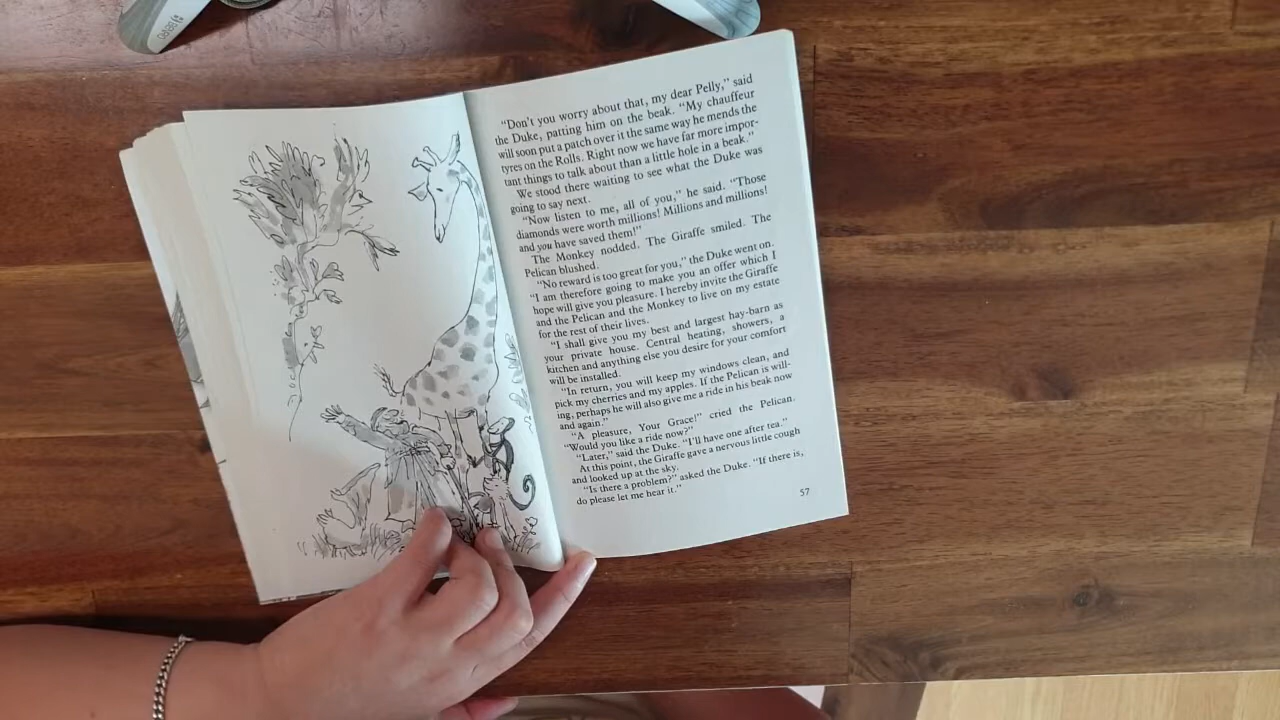 "Don't you worry about that, my dear Pelly," said
the Duke, patting him on the beak. "My chauffeur
will soon put a patch over it the same way he mends the
tyres on the Rolls. Right now we have far more impor-
tant things to talk about than a little hole in a beak."
We stood there waiting to see what the Duke was
going to say next.
"Now listen to me, all of you," he said. "Those
diamonds were worth millions! Millions and millions!
and you have saved them!"
The Monkey nodded. The Giraffe smiled. The
Pelican blushed.
"No reward is too great for you," the Duke went on.
"I am therefore going to make you an offer which I
hope will give you pleasure. I hereby invite the Giraffe
and the Pelican and the Monkey to live on my estate
for the rest of their lives.
"I shall give you my best and largest hay-barn as
your private house. Central heating, showers, a
kitchen and anything else you desire for your comfort
will be installed.
"In return, you will keep my windows clean, and
pick my cherries and my apples. If the Pelican is will-
ing, perhaps he will also give me a ride in his beak now
and again."
"A pleasure, Your Grace!" cried the Pelican.
"Would you like a ride now?"
"Later," said the Duke. "I'll have one after tea."
At this point, the Giraffe gave a nervous little cough
and looked up at the sky.
"Is there a problem?" asked the Duke. "If there is,
do please let me hear it."
57